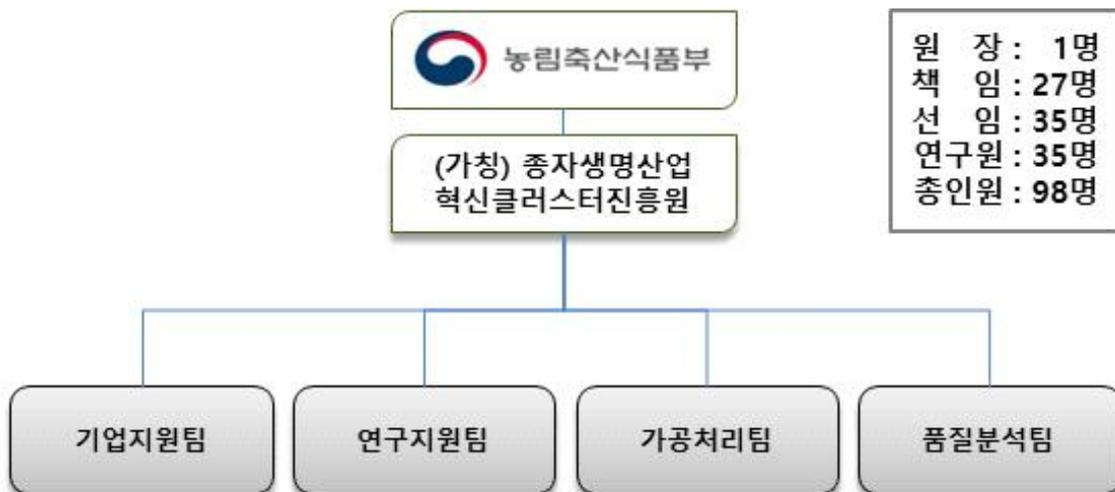 농림축산식품부
원 장 : 1명
책 임 : 27명
선 임 : 35명
연구원 : 35명
총인원 : 98명
(가칭) 종자생명산업
혁신클러스터진흥원
기업지원팀
연구지원팀
가공처리팀
품질분석팀